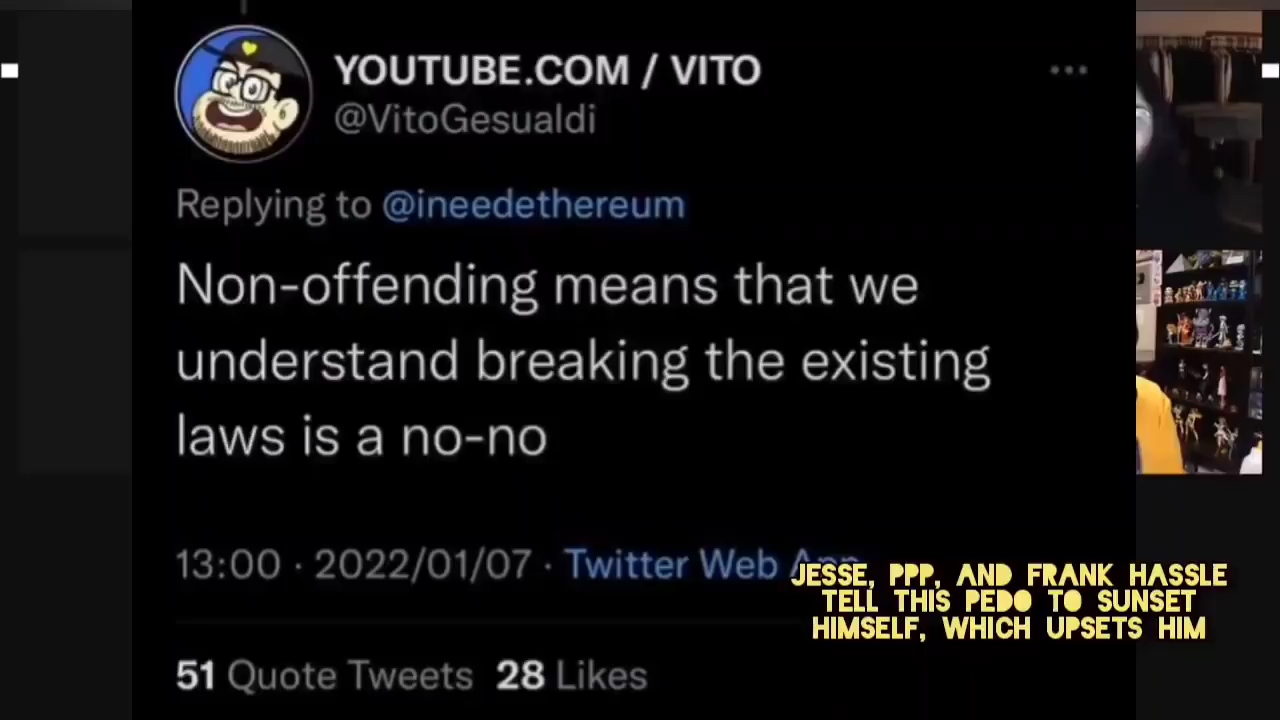 YOUTUBE.COM / VITO
@VitoGesualdi
Replying to @ineedethereum
Non-offending means that we
understand breaking the existing
laws is a no-no
13:00 · 2022/01/07 · Twitter Web App
JESSE, PPP, AND FRANK HASSLE
TELL THIS PEDO TO SUNSET
HIMSELF, WHICH UPSETS HIM
51 Quote Tweets 28 Likes